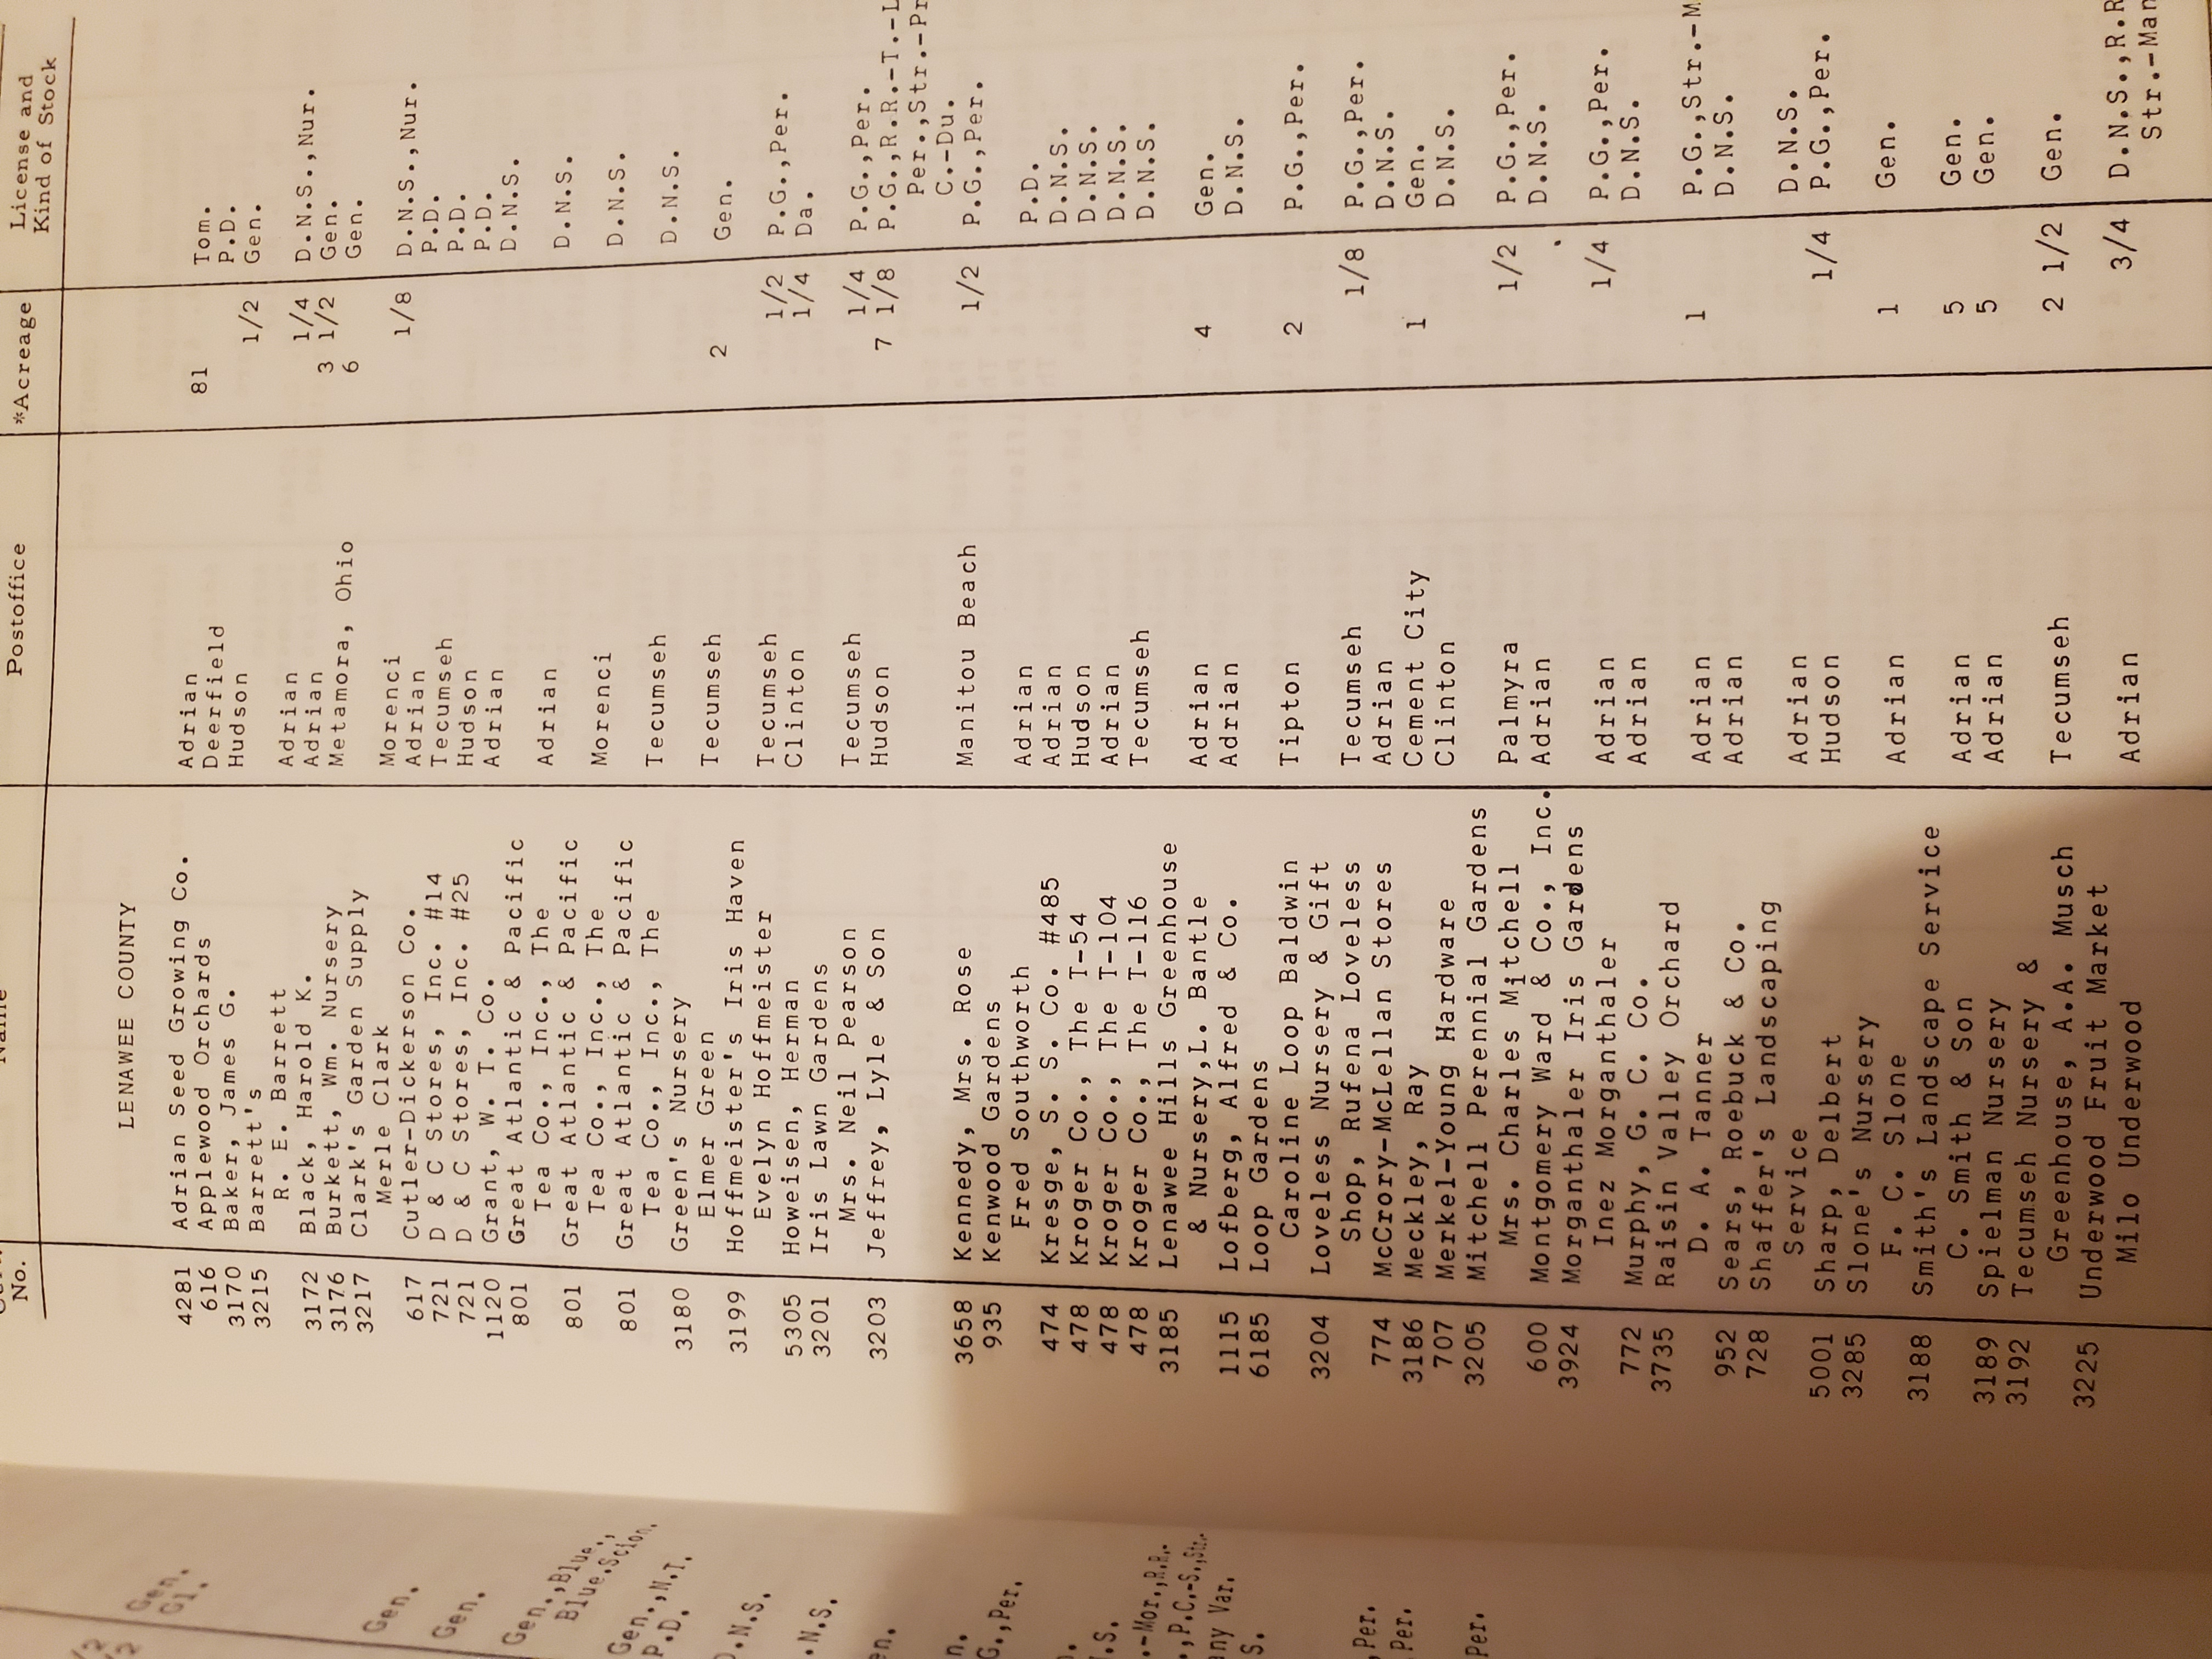 Gen.
Gl.
Gen.
Gen.
Gen.,Blue.,
Blue.Scion.
Gen.,N.I.
P.D.
.N.S.
.N.S.
G.,Per.
.-Mor.,R.R.-
.,P.C.-S.,Str.-
any Var.
Per.
Per.
Per.
No. Name Postoffice *Acreage License and
Kind of Stock
LENAWEE COUNTY
4281 Adrian Seed Growing Co. Adrian 81 Tom.
616 Applewood Orchards Deerfield P.D.
3170 Baker, James G. Hudson 1/2 Gen.
3215 Barrett's
R. E. Barrett Adrian 1/4 D.N.S.,Nur.
3172 Black, Harold K. Adrian 3 1/2 Gen.
3176 Burkett, Wm. Nursery Metamora, Ohio 6 Gen.
3217 Clark's Garden Supply
Merle Clark Morenci 1/8 D.N.S.,Nur.
617 Cutler-Dickerson Co. Adrian P.D.
721 D & C Stores, Inc. #14 Tecumseh P.D.
721 D & C Stores, Inc. #25 Hudson P.D.
1120 Grant, W. T. Co. Adrian D.N.S.
801 Great Atlantic & Pacific
Tea Co., Inc., The Adrian D.N.S.
801 Great Atlantic & Pacific
Tea Co., Inc., The Morenci D.N.S.
801 Great Atlantic & Pacific
Tea Co., Inc., The Tecumseh D.N.S.
3180 Green's Nursery
Elmer Green Tecumseh 2 Gen.
3199 Hoffmeister's Iris Haven
Evelyn Hoffmeister Tecumseh 1/2 P.G.,Per.
5305 Howeisen, Herman Clinton 1/4 Da.
3201 Iris Lawn Gardens
Mrs. Neil Pearson Tecumseh 1/4 P.G.,Per.
3203 Jeffrey, Lyle & Son Hudson 7 1/8 P.G.,R.R.-I.-L
Per.,Str.-Pr
C.-Du.
3658 Kennedy, Mrs. Rose Manitou Beach 1/2 P.G.,Per.
935 Kenwood Gardens
Fred Southworth Adrian P.D.
474 Kresge, S. S. Co. #485 Adrian D.N.S.
478 Kroger Co., The T-54 Hudson D.N.S.
478 Kroger Co., The T-104 Adrian D.N.S.
478 Kroger Co., The T-116 Tecumseh D.N.S.
3185 Lenawee Hills Greenhouse
& Nursery,L. Bantle Adrian 4 Gen.
1115 Lofberg, Alfred & Co. Adrian D.N.S.
6185 Loop Gardens
Caroline Loop Baldwin Tipton 2 P.G.,Per.
3204 Loveless Nursery & Gift
Shop, Rufena Loveless Tecumseh 1/8 P.G.,Per.
774 McCrory-McLellan Stores Adrian D.N.S.
3186 Meckley, Ray Cement City 1 Gen.
707 Merkel-Young Hardware Clinton D.N.S.
3205 Mitchell Perennial Gardens
Mrs. Charles Mitchell Palmyra 1/2 P.G.,Per.
600 Montgomery Ward & Co., Inc. Adrian D.N.S.
3924 Morganthaler Iris Gardens
Inez Morganthaler Adrian 1/4 P.G.,Per.
772 Murphy, G. C. Co. Adrian D.N.S.
3735 Raisin Valley Orchard
D. A. Tanner Adrian 1 P.G.,Str.-M
952 Sears, Roebuck & Co. Adrian D.N.S.
728 Shaffer's Landscaping
Service Adrian D.N.S.
5001 Sharp, Delbert Hudson 1/4 P.G.,Per.
3285 Slone's Nursery
F. C. Slone Adrian 1 Gen.
3188 Smith's Landscape Service
C. Smith & Son Adrian 5 Gen.
3189 Spielman Nursery Adrian 5 Gen.
3192 Tecumseh Nursery &
Greenhouse, A.A. Musch Tecumseh 2 1/2 Gen.
3225 Underwood Fruit Market
Milo Underwood Adrian 3/4 D.N.S.,R.R
Str.-Man